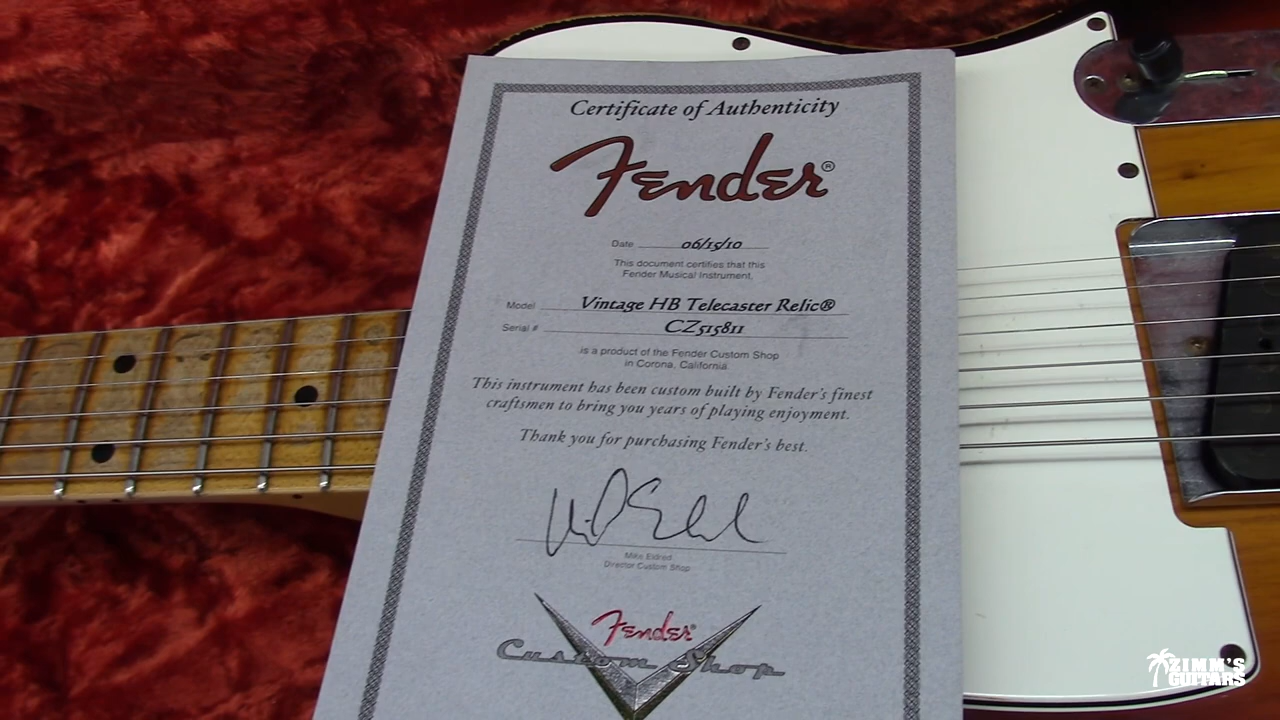 Certificate of Authenticity
Fender®
Date 06/15/10
This document certifies that this
Fender Musical Instrument,
Model Vintage HB Telecaster Relic®
Serial # CZ515811
is a product of the Fender Custom Shop
in Corona, California
This instrument has been custom built by Fender's finest
craftsmen to bring you years of playing enjoyment.
Thank you for purchasing Fender's best.
Mike Eldred
Director Custom Shop
Fender®
Custom Shop
ZIMM'S
GUITARS